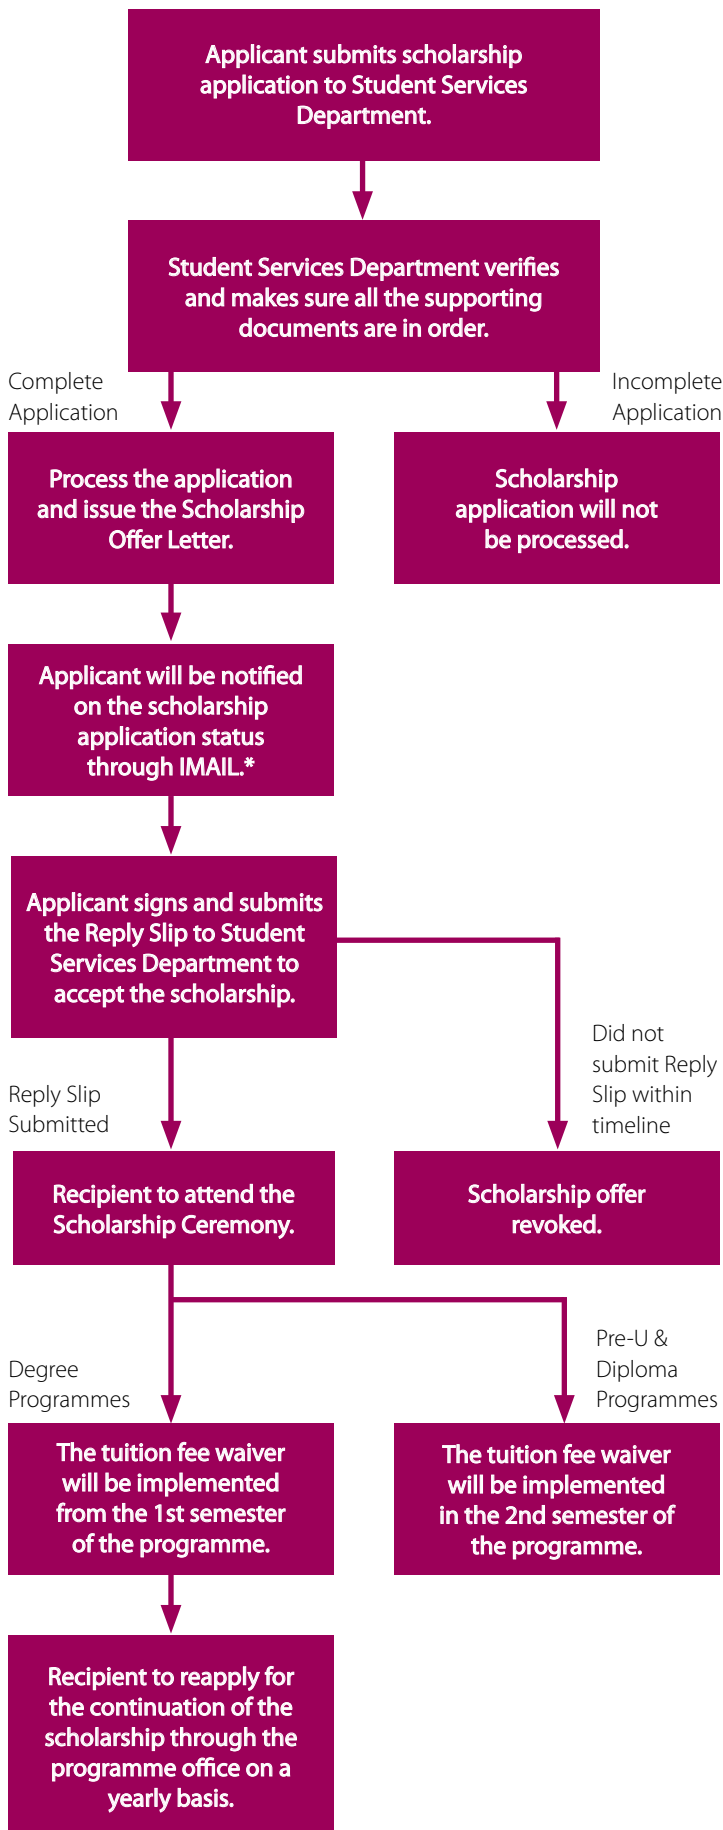 Applicant submits scholarship
application to Student Services
Department.
Student Services Department verifies
and makes sure all the supporting
documents are in order.
Complete
Application
Incomplete
Application
Process the application
and issue the Scholarship
Offer Letter.
Scholarship
application will not
be processed.
Applicant will be notified
on the scholarship
application status
through IMAIL.*
Applicant signs and submits
the Reply Slip to Student
Services Department to
accept the scholarship.
Reply Slip
Submitted
Did not
submit Reply
Slip within
timeline
Recipient to attend the
Scholarship Ceremony.
Scholarship offer
revoked.
Degree
Programmes
Pre-U &
Diploma
Programmes
The tuition fee waiver
will be implemented
from the 1st semester
of the programme.
The tuition fee waiver
will be implemented
in the 2nd semester of
the programme.
Recipient to reapply for
the continuation of the
scholarship through the
programme office on a
yearly basis.